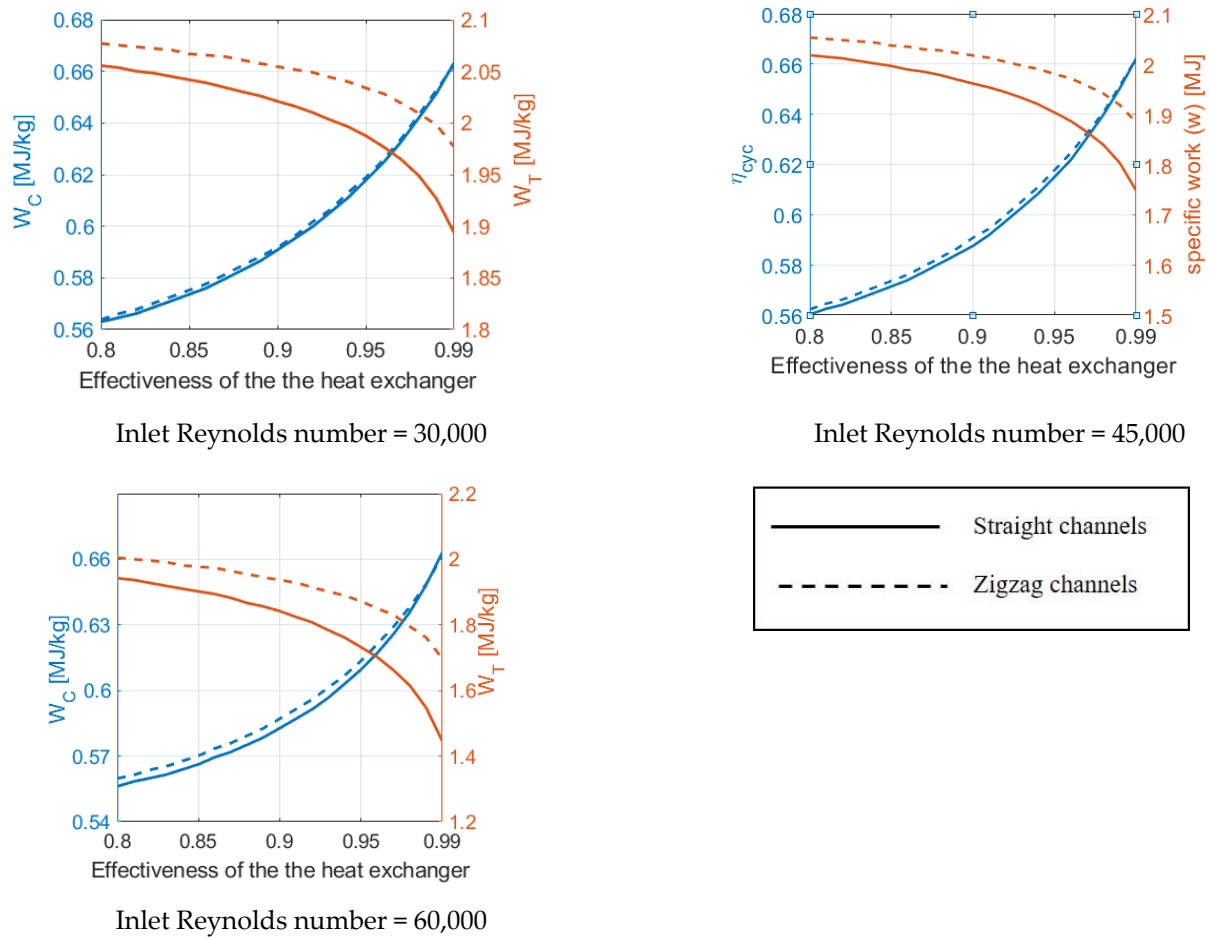 0.68
0.66
0.64
0.62
0.6
0.58
0.56
W_C [MJ/kg]
2.1
2.05
2
1.95
1.9
1.85
1.8
W_T [MJ/kg]
0.8 0.85 0.9 0.95 0.99
Effectiveness of the the heat exchanger
Inlet Reynolds number = 30,000
0.68
0.66
0.64
0.62
0.6
0.58
0.56
η_cyc
2.1
2
1.9
1.8
1.7
1.6
1.5
specific work (w) [MJ]
0.8 0.85 0.9 0.95 0.99
Effectiveness of the the heat exchanger
Inlet Reynolds number = 45,000
0.66
0.63
0.6
0.57
0.54
W_C [MJ/kg]
2.2
2
1.8
1.6
1.4
1.2
W_T [MJ/kg]
0.8 0.85 0.9 0.95 0.99
Effectiveness of the the heat exchanger
Inlet Reynolds number = 60,000
Straight channels
Zigzag channels